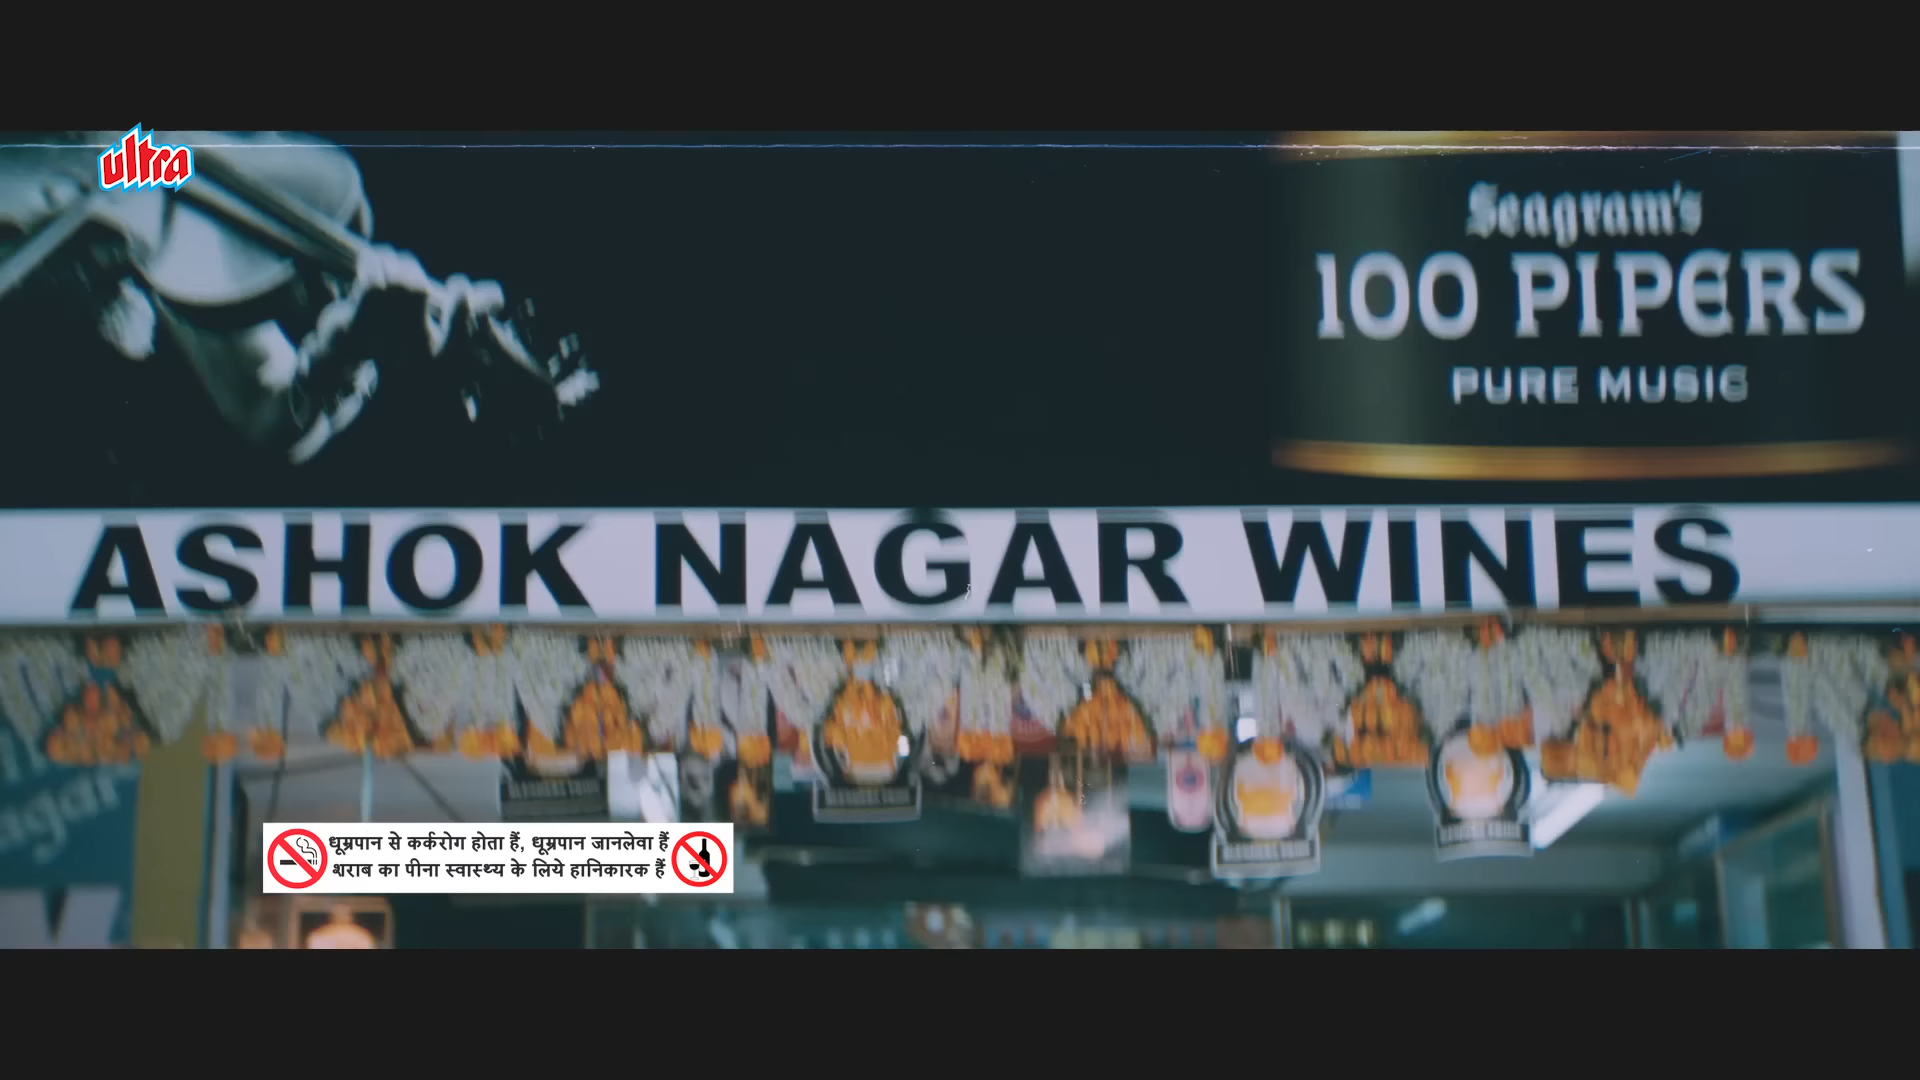 ultra
Seagram's
100 PIPERS
PURE MUSIC
ASHOK NAGAR WINES
धूम्रपान से कर्करोग होता हैं, धूम्रपान जानलेवा हैं
शराब का पीना स्वास्थ्य के लिये हानिकारक हैं